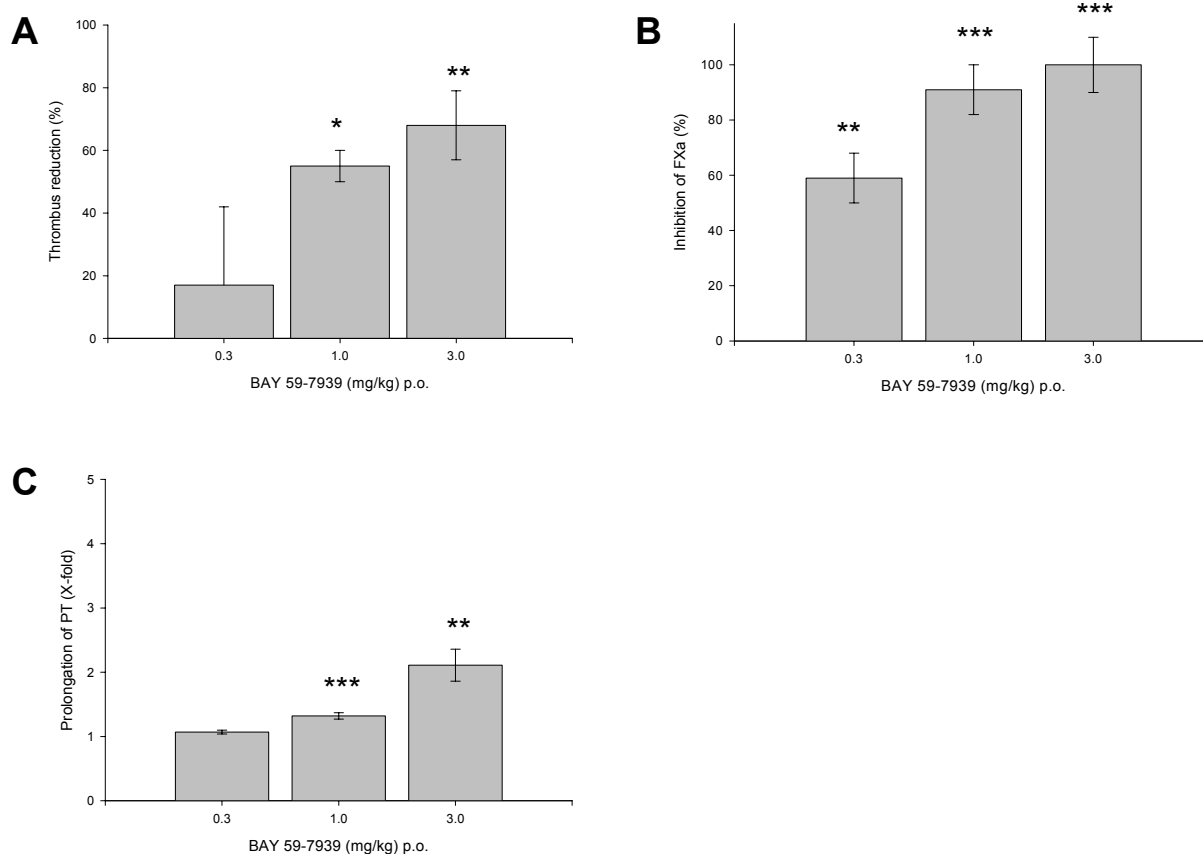 A
Thrombus reduction (%)
100
80
60
40
20
0
*
**
0.3 1.0 3.0
BAY 59-7939 (mg/kg) p.o.
B
Inhibition of FXa (%)
100
80
60
40
20
0
**
***
***
0.3 1.0 3.0
BAY 59-7939 (mg/kg) p.o.
C
Prolongation of PT (X-fold)
5
4
3
2
1
0
***
**
0.3 1.0 3.0
BAY 59-7939 (mg/kg) p.o.